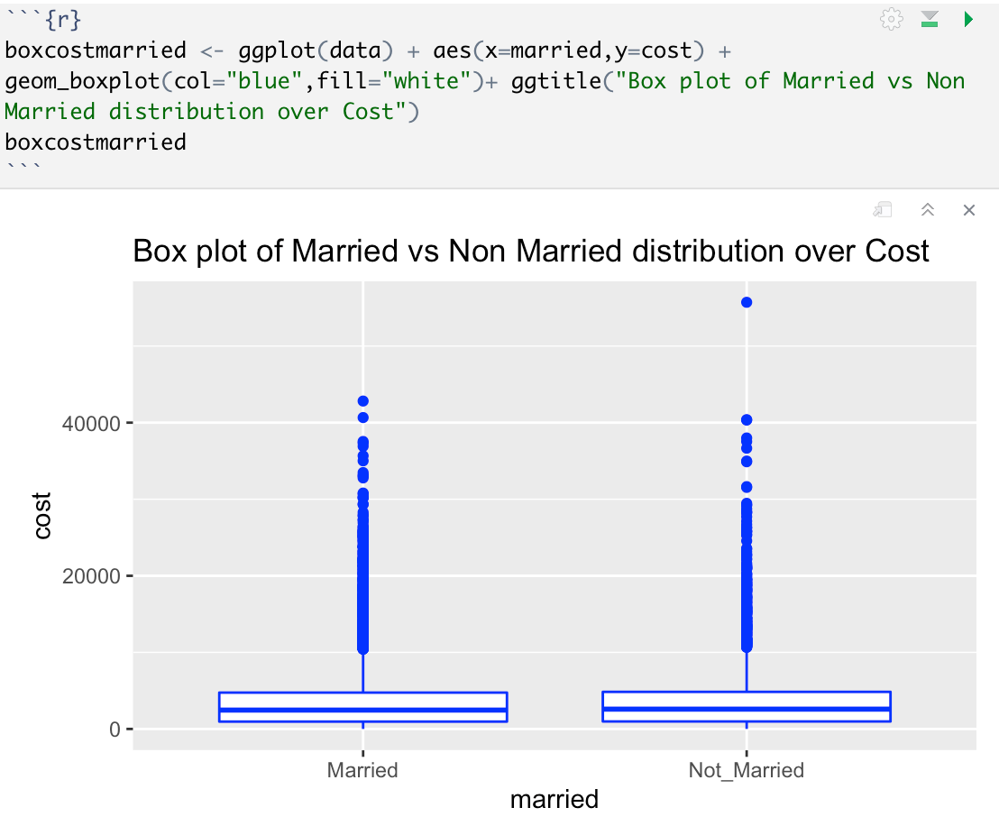 ```{r}
boxcostmarried <- ggplot(data) + aes(x=married,y=cost) +
geom_boxplot(col="blue",fill="white")+ ggtitle("Box plot of Married vs Non
Married distribution over Cost")
boxcostmarried
```
Box plot of Married vs Non Married distribution over Cost
40000
20000
0
cost
Married
Not_Married
married